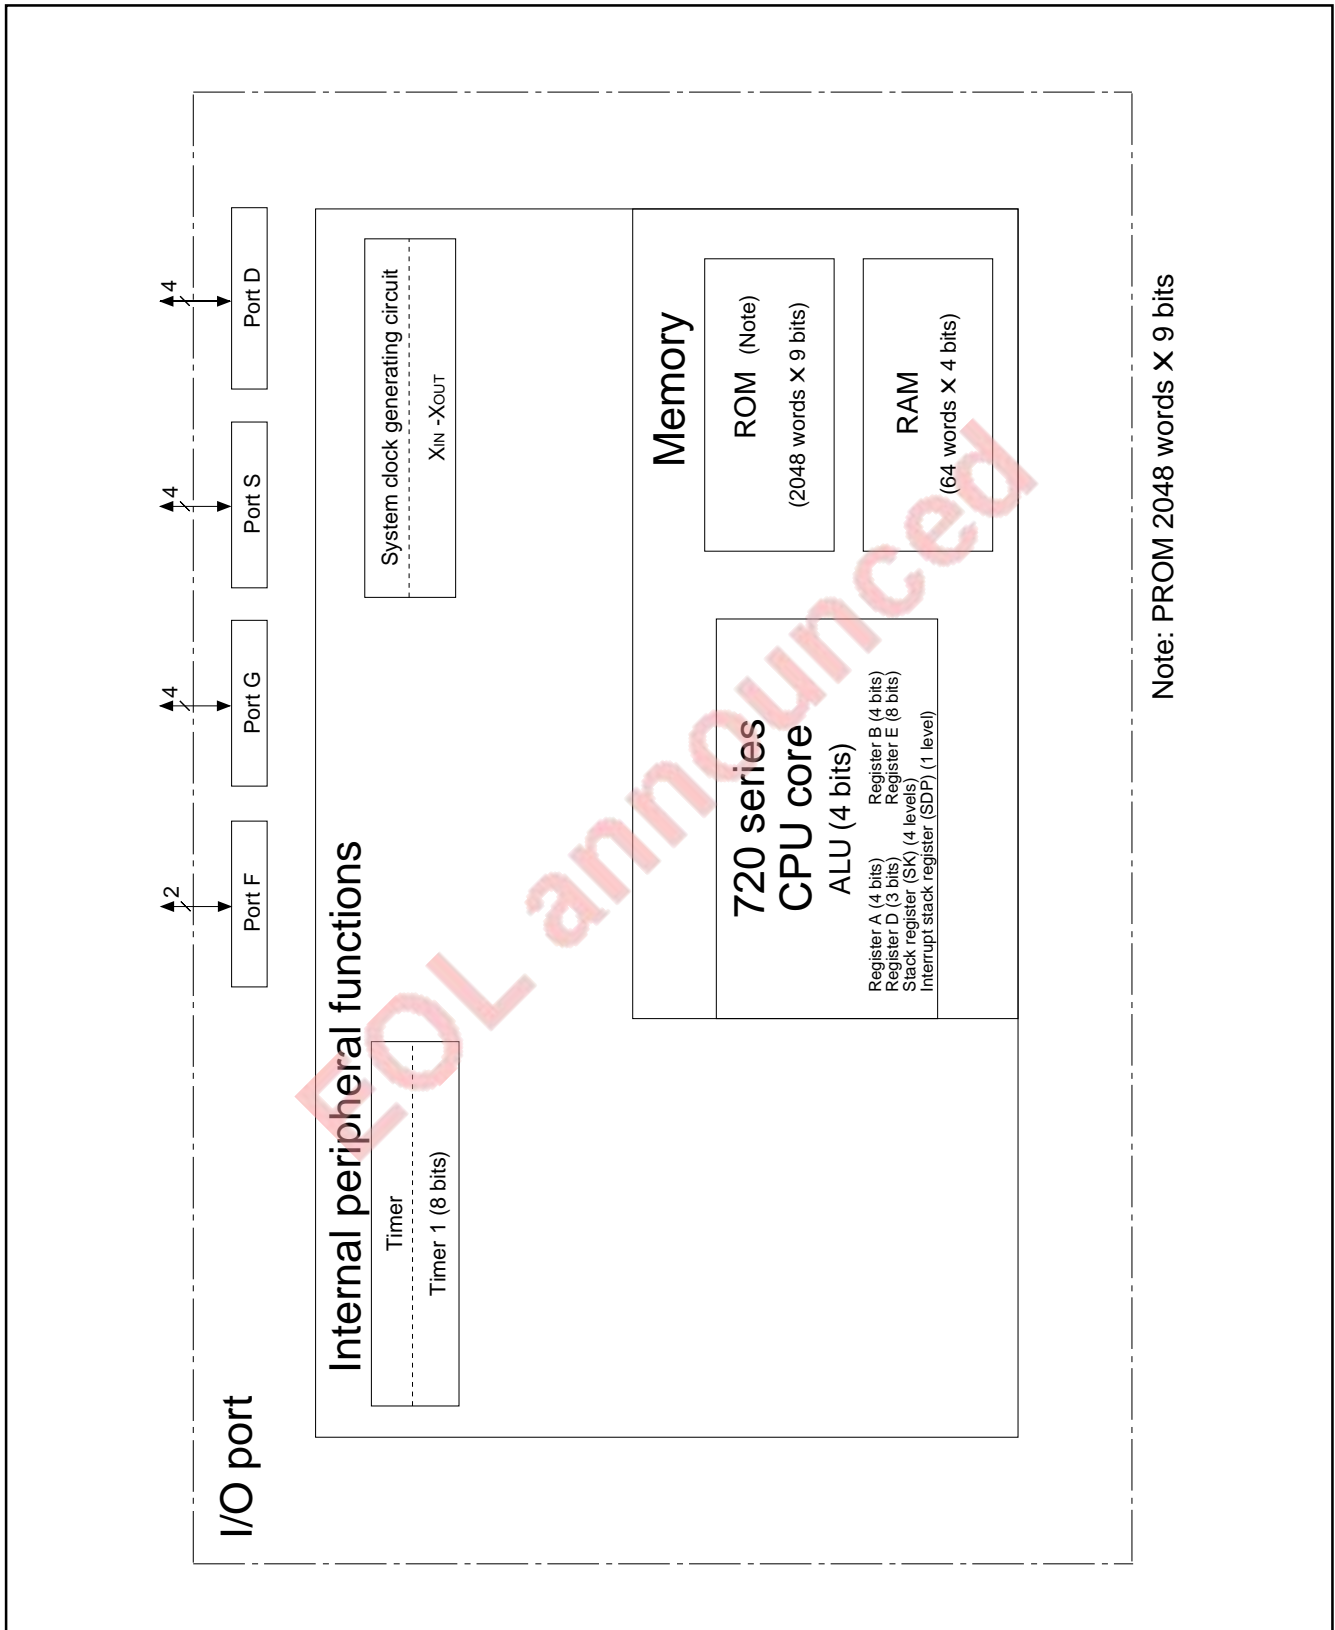 I/O port
2
4
4
4
Port F
Port G
Port S
Port D
Internal peripheral functions
Timer
Timer 1 (8 bits)
System clock generating circuit
XIN -XOUT
Memory
720 series
CPU core
ALU (4 bits)
Register A (4 bits) Register B (4 bits)
Register D (3 bits) Register E (8 bits)
Stack register (SK) (4 levels)
Interrupt stack register (SDP) (1 level)
ROM (Note)
(2048 words X 9 bits)
RAM
(64 words X 4 bits)
Note: PROM 2048 words X 9 bits
EOL announced